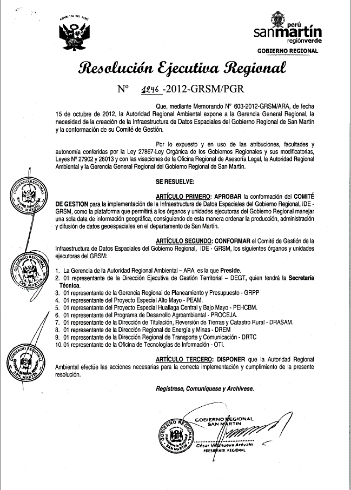 perú
sanmartín
regiónverde
GOBIERNO REGIONAL
Resolución Ejecutiva Regional
Nº 1246 -2012-GRSM/PGR
Que, mediante Memorando Nº 603-2012-GRSM/ARA, de fecha
15 de octubre de 2012, la Autoridad Regional Ambiental expone a la Gerencia General Regional, la
necesidad de la creación de la Infraestructura de Datos Espaciales del Gobierno Regional de San Martín
y la conformación de su Comité de Gestión.
Por lo expuesto y en uso de las atribuciones, facultades y
autonomía conferidas por la Ley 27867-Ley Orgánica de los Gobiernos Regionales y sus modificatorias,
Leyes Nº 27902 y 28013 y con las visaciones de la Oficina Regional de Asesoría Legal, la Autoridad Regional
Ambiental y la Gerencia General Regional del Gobierno Regional de San Martín.
SE RESUELVE:
ARTÍCULO PRIMERO: APROBAR la conformación del COMITÉ
DE GESTION para la implementación de la Infraestructura de Datos Espaciales del Gobierno Regional, IDE -
GRSM, como la plataforma que permitirá a los órganos y unidades ejecutoras del Gobierno Regional manejar
una sola data de información geográfica, consiguiendo de esta manera ordenar la producción, administración
y difusión de datos geoespaciales en el departamento de San Martín.
ARTÍCULO SEGUNDO: CONFORMAR el Comité de Gestión de la
Infraestructura de Datos Espaciales del Gobierno Regional, IDE - GRSM, los siguientes órganos y unidades
ejecutoras del GRSM:
1. La Gerencia de la Autoridad Regional Ambiental – ARA es la que Preside.
2. 01 representante de la Dirección Ejecutiva de Gestión Territorial – DEGT, quien tendrá la Secretaría
Técnica.
3. 01 representante de la Gerencia Regional de Planeamiento y Presupuesto - GRPP
4. 01 representante del Proyecto Especial Alto Mayo - PEAM.
5. 01 representante del Proyecto Especial Huallaga Central y Bajo Mayo - PEHCBM.
6. 01 representante del Programa de Desarrollo Agroambiental - PROCEJA.
7. 01 representante de la Dirección de Titulación, Reversión de Tierras y Catastro Rural - DRASAM.
8. 01 representante de la Dirección Regional de Energía y Minas - DREM
9. 01 representante de la Dirección Regional de Transporte y Comunicación - DRTC
10. 01 representante de la Oficina de Tecnologías de Información - OTI.
ARTÍCULO TERCERO: DISPONER que la Autoridad Regional
Ambiental efectúe las acciones necesarias para la correcta implementación y cumplimiento de la presente
resolución.
Regístrese, Comuníquese y Archívese.
GOBIERNO REGIONAL
SAN MARTÍN
PRESIDENTE REGIONAL